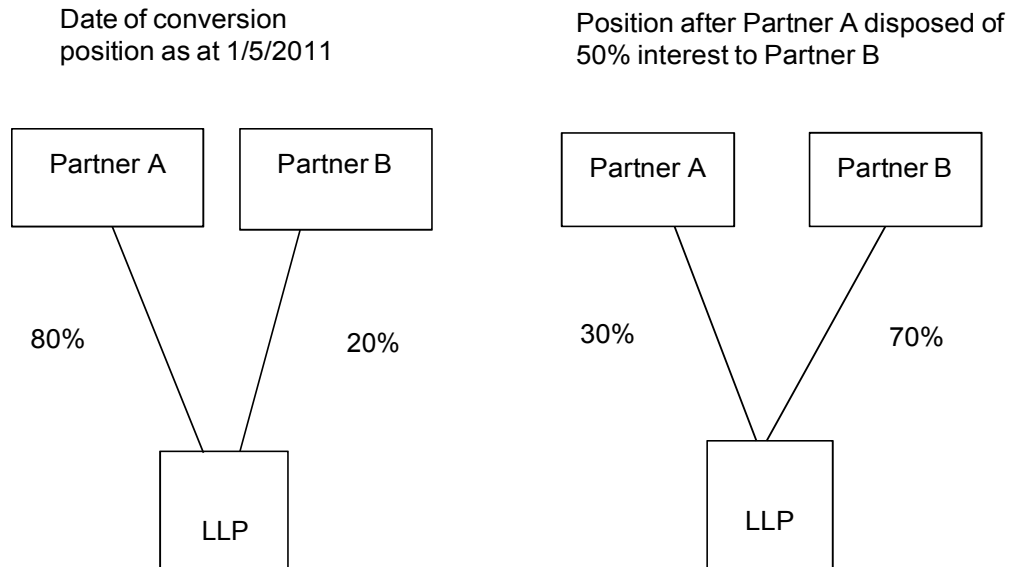 Date of conversion
position as at 1/5/2011
Position after Partner A disposed of
50% interest to Partner B
Partner A
Partner B
Partner A
Partner B
80%
20%
30%
70%
LLP
LLP